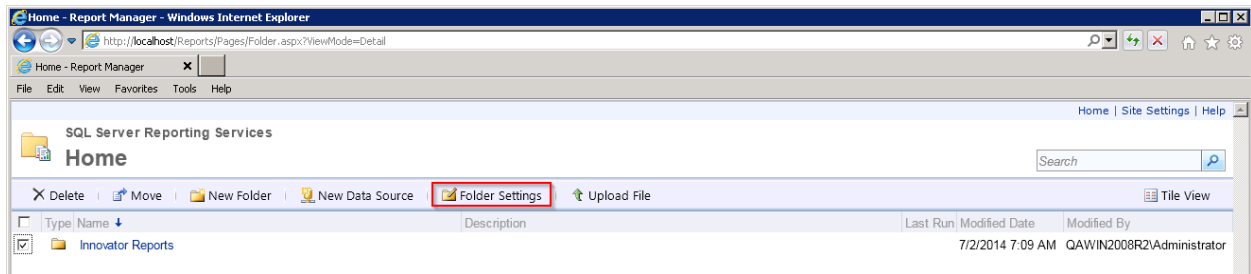 Home - Report Manager - Windows Internet Explorer
http://localhost/Reports/Pages/Folder.aspx?ViewMode=Detail
Home - Report Manager
File Edit View Favorites Tools Help
Home | Site Settings | Help
SQL Server Reporting Services
Home
Search
Delete Move New Folder New Data Source Folder Settings Upload File Tile View
Type Name Description Last Run Modified Date Modified By
Innovator Reports 7/2/2014 7:09 AM QAWIN2008R2\Administrator